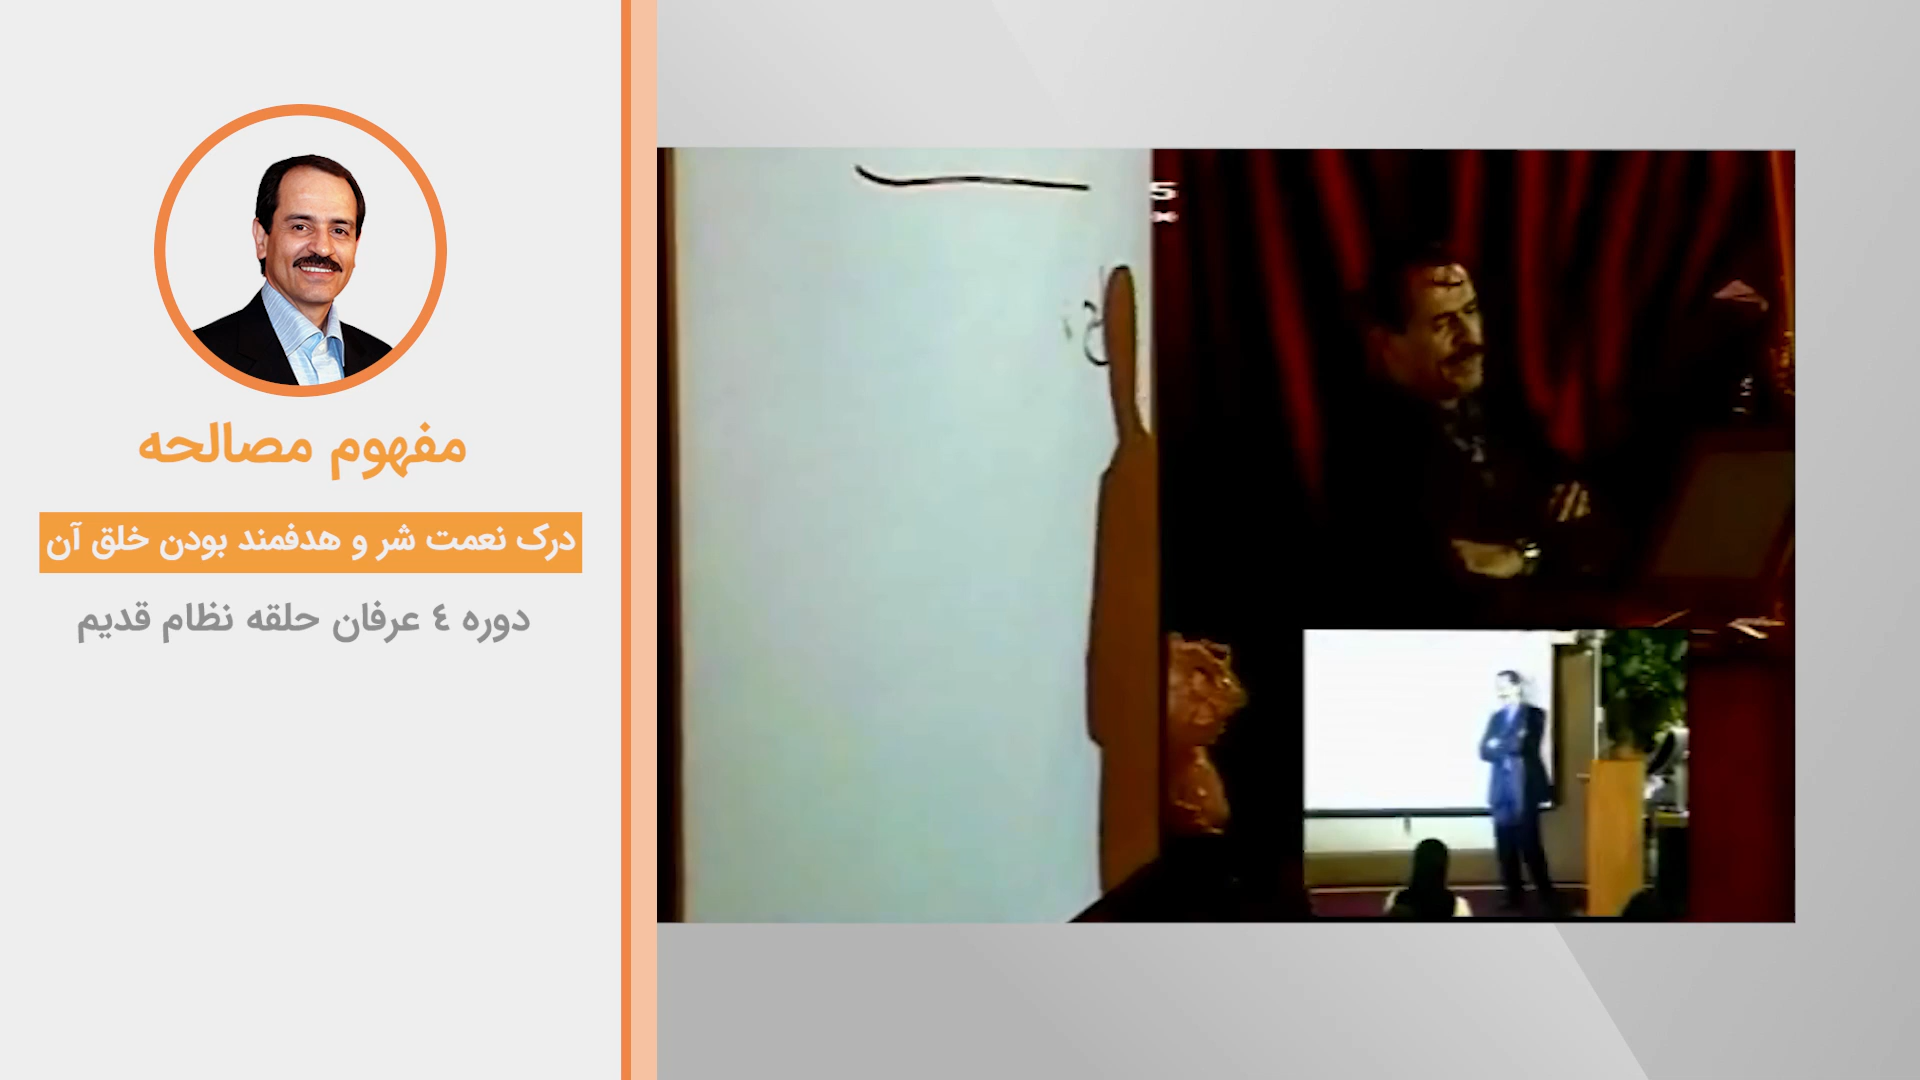 مفهوم مصالحه
درک نعمت شر و هدفمند بودن خلق آن
دوره ٤ عرفان حلقه نظام قدیم